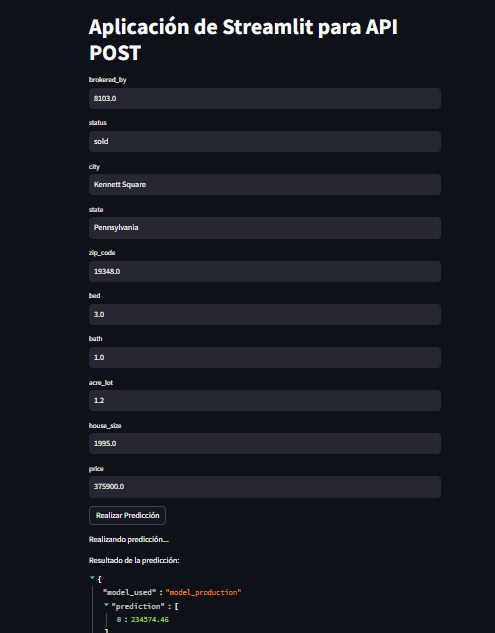 Aplicación de Streamlit para API
POST
brokered_by
8103.0
status
sold
city
Kennett Square
state
Pennsylvania
zip_code
19348.0
bed
3.0
bath
1.0
acre_lot
1.2
house_size
1995.0
price
375900.0
Realizar Predicción
Realizando predicción...
Resultado de la predicción:
{
"model_used" : "model_production"
"prediction" : [
0 : 234574.46
]